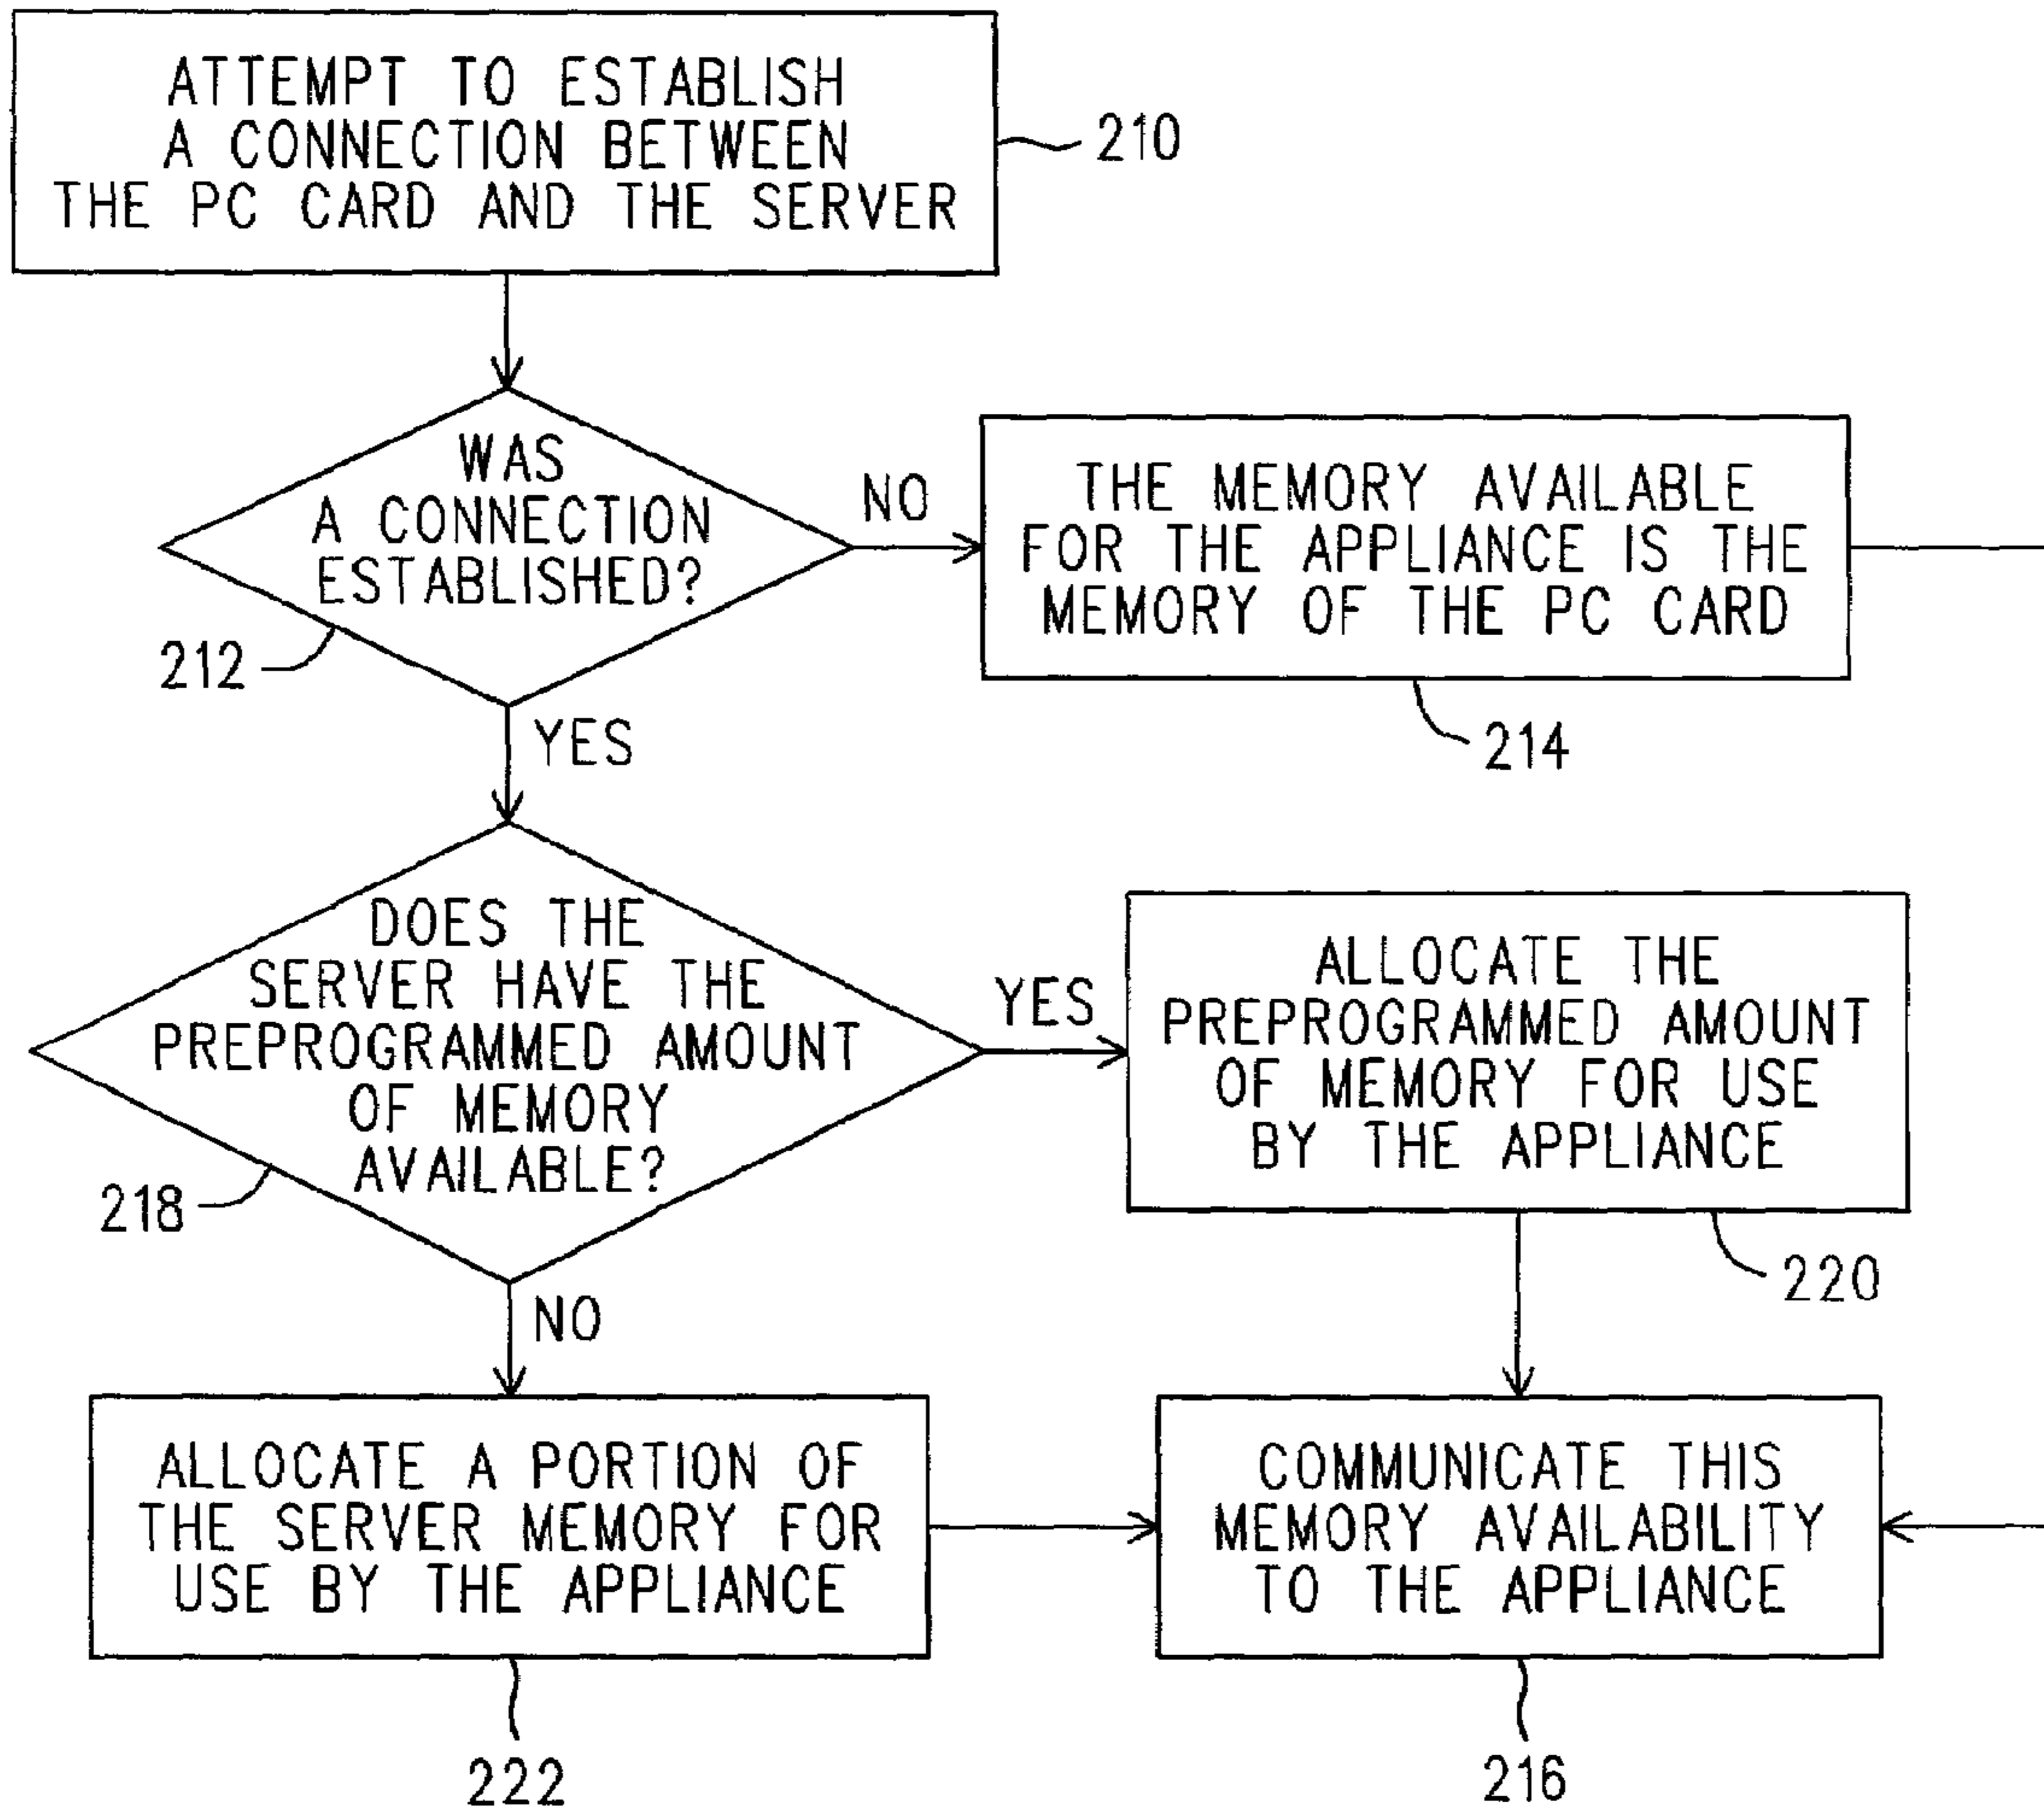 ATTEMPT TO ESTABLISH
A CONNECTION BETWEEN
THE PC CARD AND THE SERVER
210
WAS
A CONNECTION
ESTABLISHED?
212
NO
THE MEMORY AVAILABLE
FOR THE APPLIANCE IS THE
MEMORY OF THE PC CARD
214
YES
DOES THE
SERVER HAVE THE
PREPROGRAMMED AMOUNT
OF MEMORY
AVAILABLE?
218
YES
ALLOCATE THE
PREPROGRAMMED AMOUNT
OF MEMORY FOR USE
BY THE APPLIANCE
220
NO
ALLOCATE A PORTION OF
THE SERVER MEMORY FOR
USE BY THE APPLIANCE
222
COMMUNICATE THIS
MEMORY AVAILABILITY
TO THE APPLIANCE
216